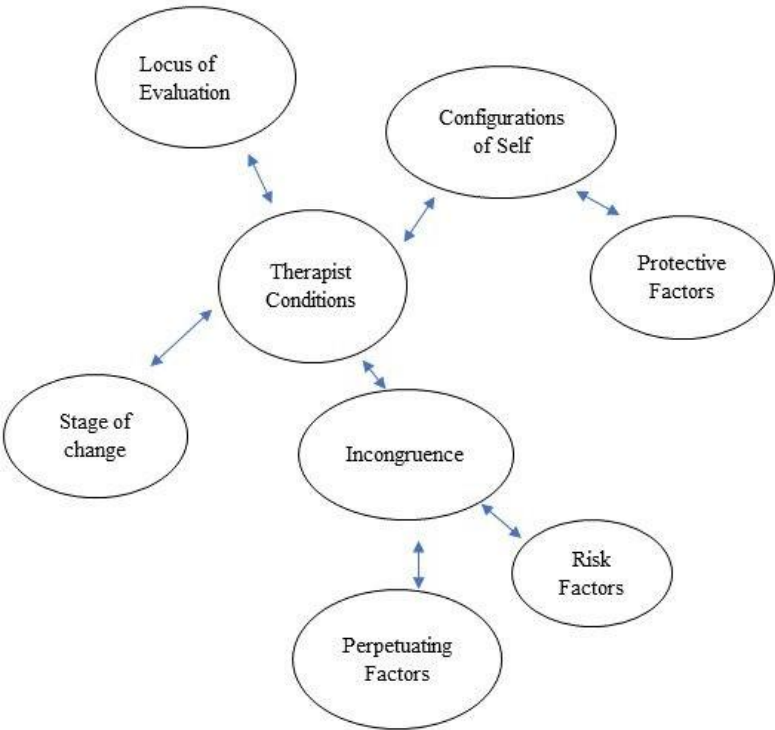 Locus of
Evaluation
Configurations
of Self
Therapist
Conditions
Protective
Factors
Stage of
change
Incongruence
Risk
Factors
Perpetuating
Factors